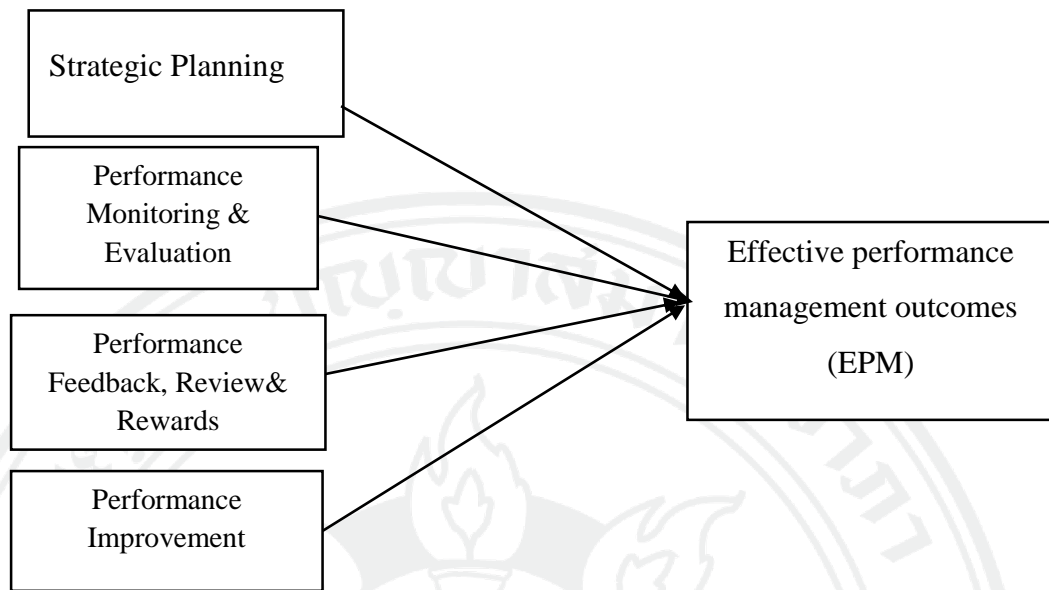 Strategic Planning
Performance
Monitoring &
Evaluation
Performance
Feedback, Review&
Rewards
Performance
Improvement
Effective performance
management outcomes
(EPM)